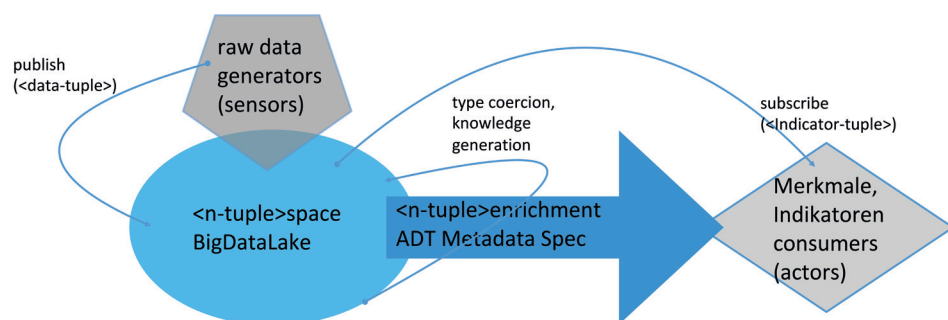 publish
(<data-tuple>)
raw data
generators
(sensors)
type coercion,
knowledge
generation
subscribe
(<Indicator-tuple>)
<n-tuple>space
BigDataLake
<n-tuple>enrichment
ADT Metadata Spec
Merkmale,
Indikatoren
consumers
(actors)